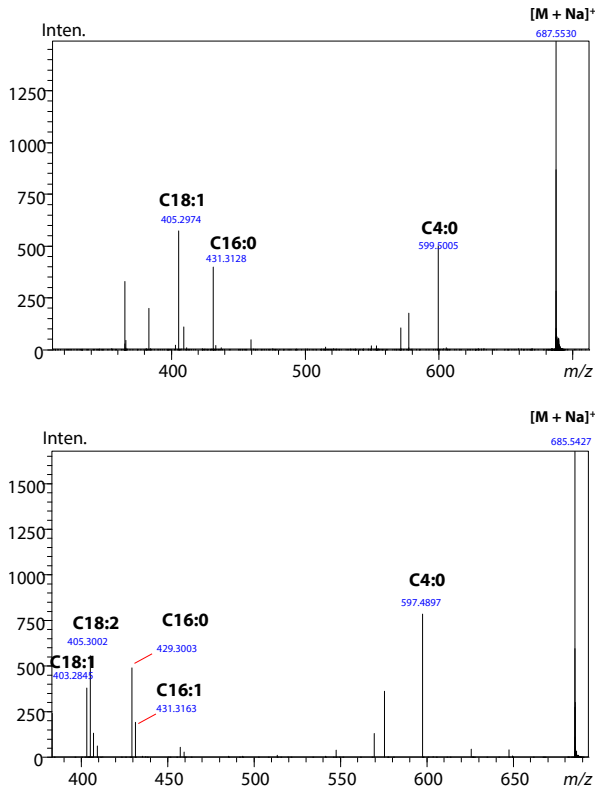 [M + Na]+
Inten.
687.5530
1250
1000
750
500
250
0
C18:1
405.2974
C16:0
431.3128
C4:0
599.5005
400
500
600
m/z
[M + Na]+
Inten.
685.5427
1500
1250
1000
750
500
250
0
C4:0
597.4897
C18:2
405.3002
C16:0
429.3003
C18:1
403.2845
C16:1
431.3163
400
450
500
550
600
650
m/z